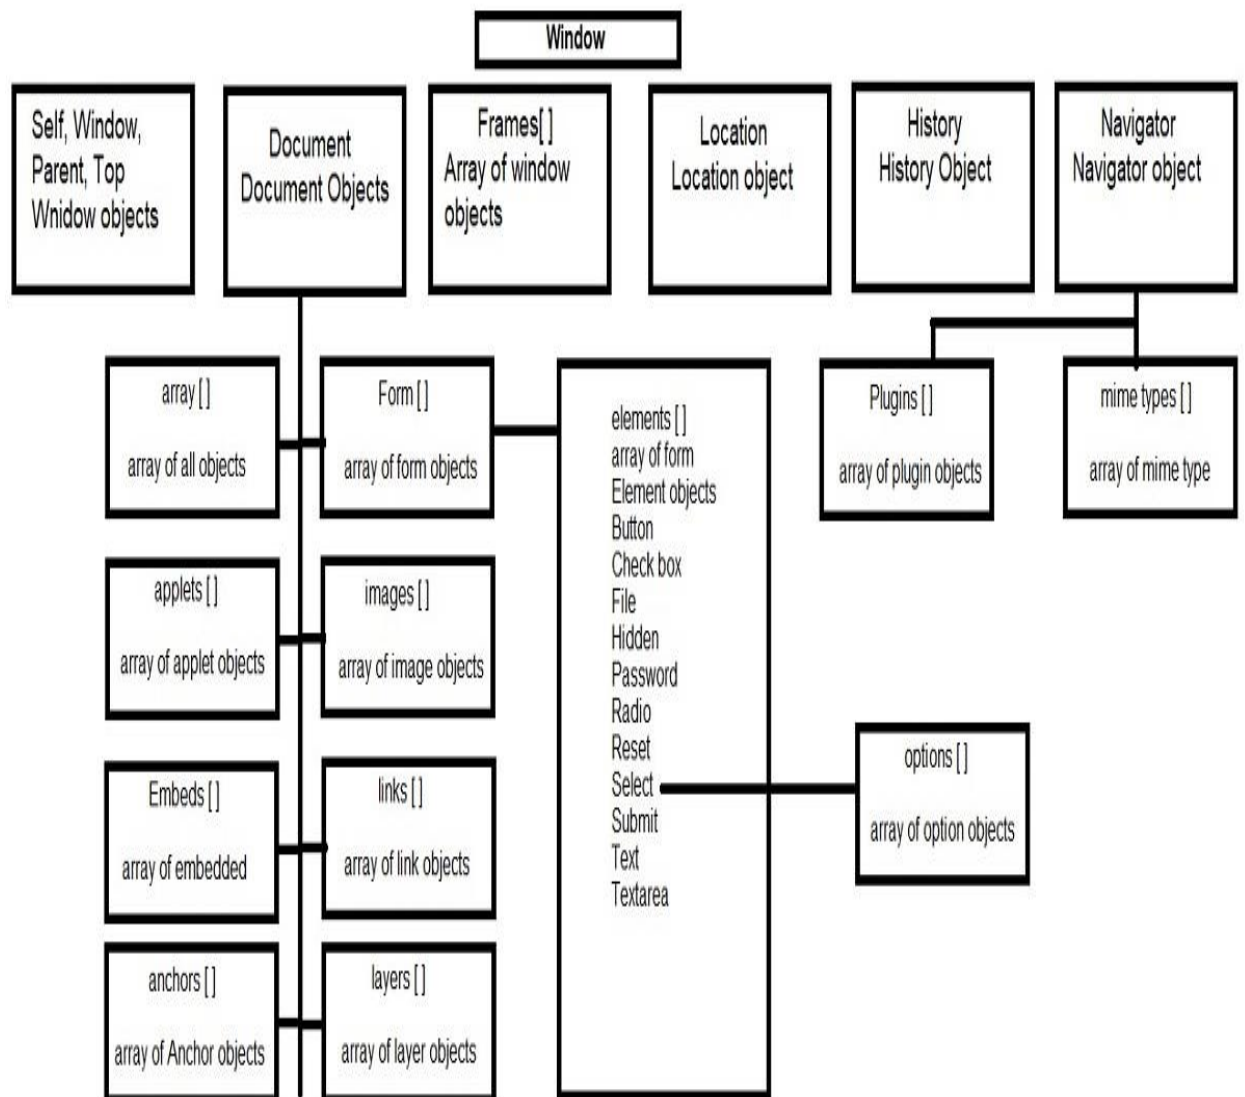 Window
Self, Window,
Parent, Top
Wnidow objects
Document
Document Objects
Frames[ ]
Array of window
objects
Location
Location object
History
History Object
Navigator
Navigator object
array [ ]
array of all objects
Form [ ]
array of form objects
elements [ ]
array of form
Element objects
Button
Check box
File
Hidden
Password
Radio
Reset
Select
Submit
Text
Textarea
Plugins [ ]
array of plugin objects
mime types [ ]
array of mime type
applets [ ]
array of applet objects
images [ ]
array of image objects
options [ ]
array of option objects
Embeds [ ]
array of embedded
links [ ]
array of link objects
anchors [ ]
array of Anchor objects
layers [ ]
array of layer objects